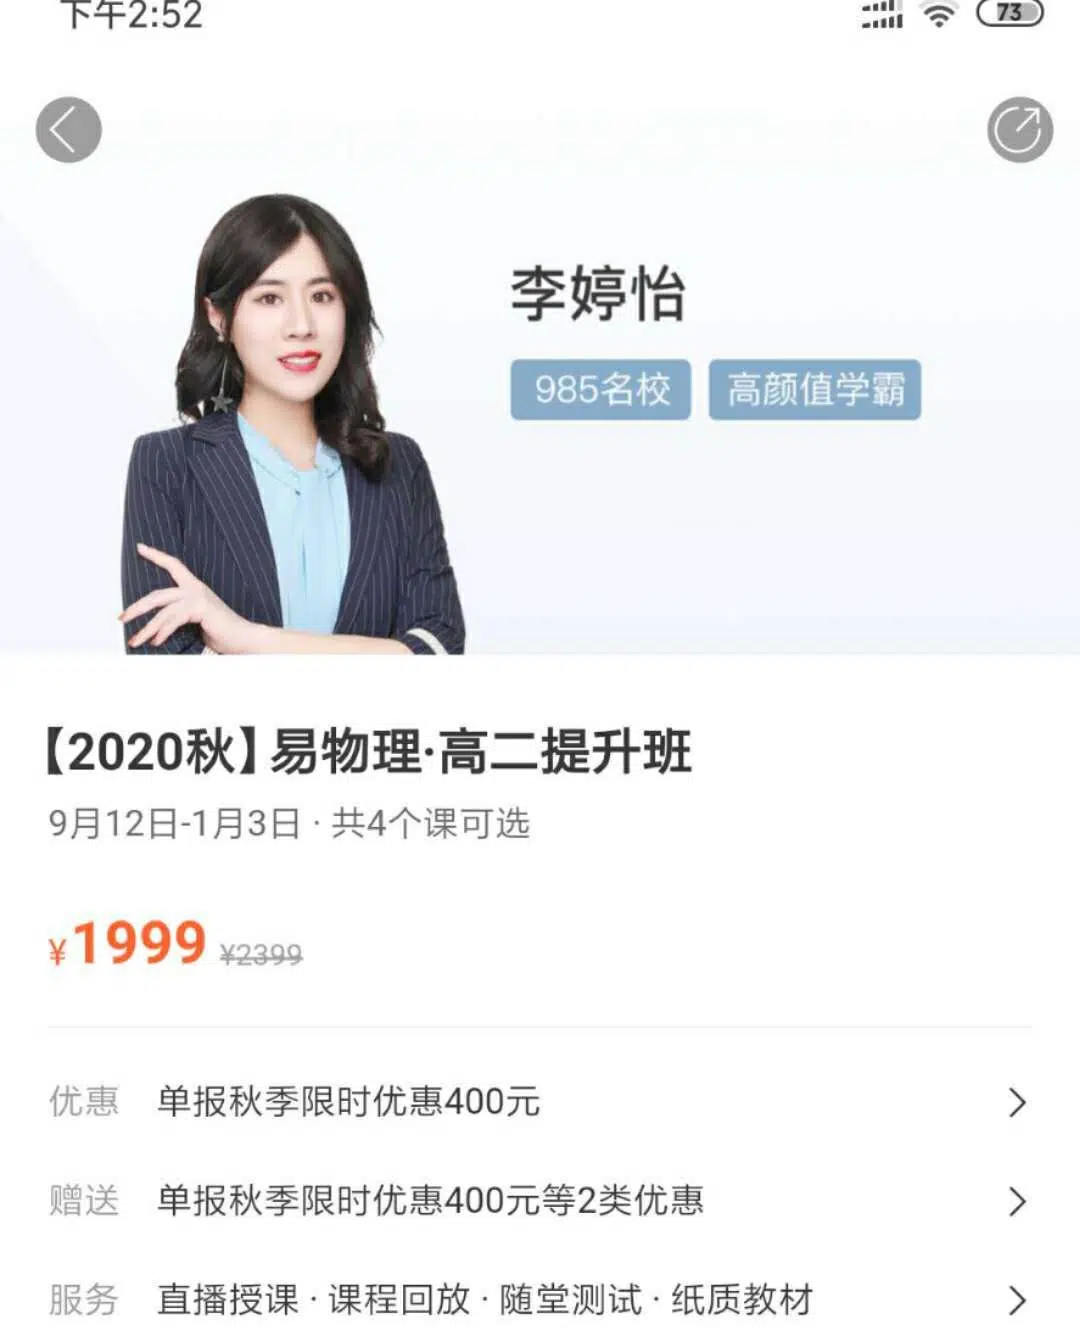 下午2:52
73
李婷怡
985名校
高颜值学霸
【2020秋】易物理·高二提升班
9月12日-1月3日 · 共4个课可选
¥1999 ¥2399
优惠 单报秋季限时优惠400元
赠送 单报秋季限时优惠400元等2类优惠
服务 直播授课 · 课程回放 · 随堂测试 · 纸质教材